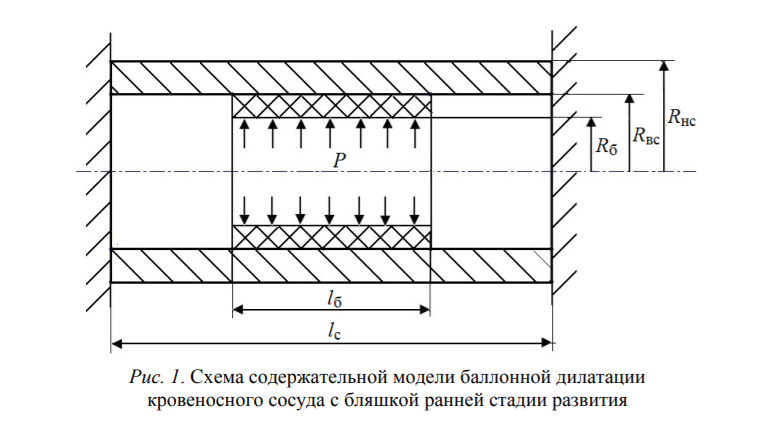 Rнс
Rвс
Rб
P
lб
lс
Рис. 1. Схема содержательной модели баллонной дилатации
кровеносного сосуда с бляшкой ранней стадии развития